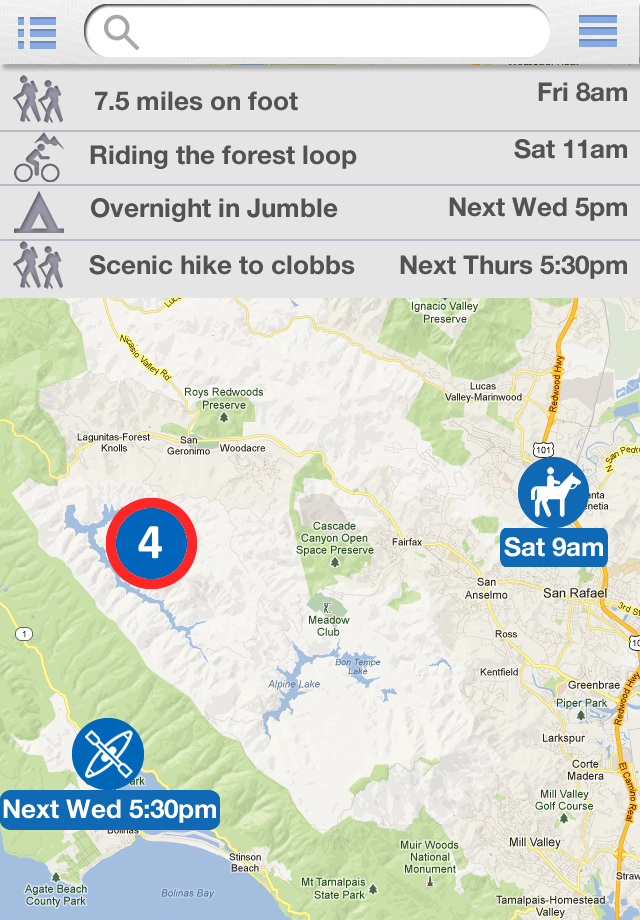 7.5 miles on foot Fri 8am
Riding the forest loop Sat 11am
Overnight in Jumble Next Wed 5pm
Scenic hike to clobbs Next Thurs 5:30pm
Ignacio Valley
Preserve
Nicasio Valley Rd
Redwood Hwy
Roys Redwoods
Preserve
Lucas
Valley-Marinwood
Lagunitas-Forest
Knolls
San
Geronimo
Woodacre
101
4
Cascade
Canyon Open
Space Preserve
Fairfax
Sat 9am
San
Anselmo
San Rafael
Meadow
Club
1
Ross
Bon Tempe
Lake
Alpine Lake
Kentfield
Greenbrae
Redwood Hwy
Piper Park
Larkspur
Corte
Madera
El Camino Real
Next Wed 5:30pm
Bolinas
Mill Valley
Golf Course
Mill Valley
Muir Woods
National
Monument
Stinson
Beach
Mt Tamalpais
State Park
Agate Beach
County Park
Bolinas Bay
Tamalpais-Homestead
Valley